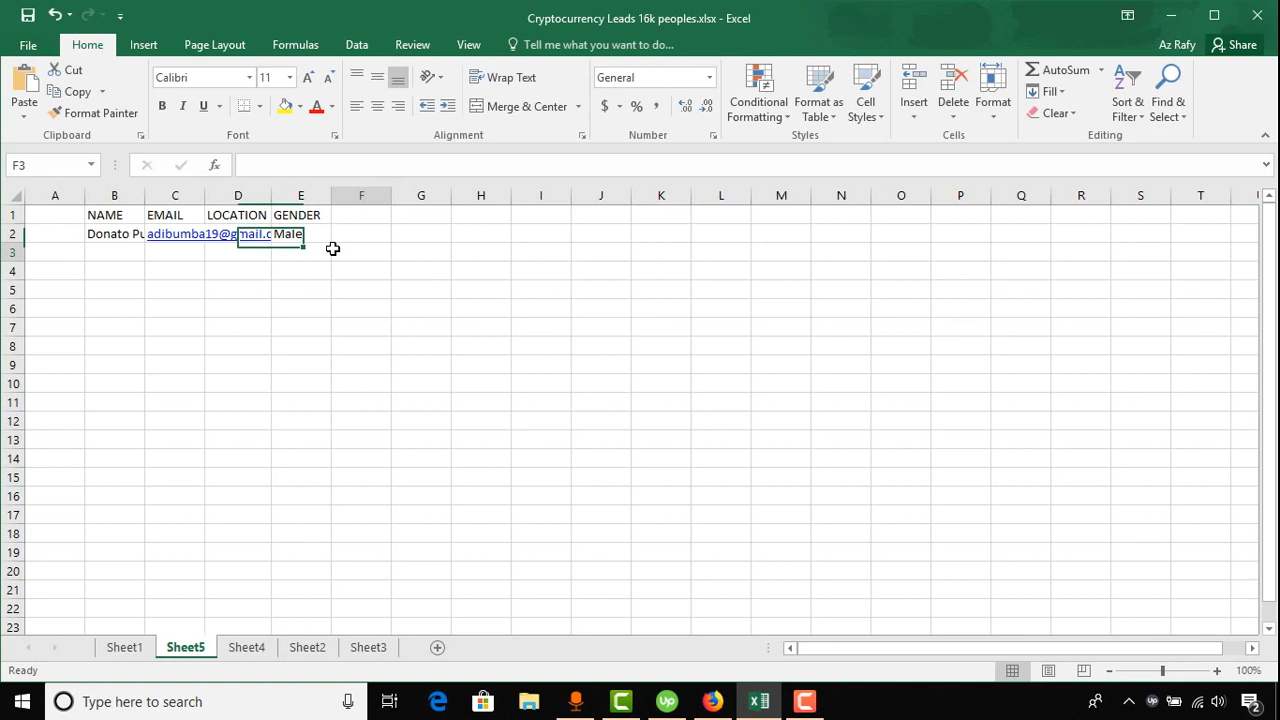 Cryptocurrency Leads 16k peoples.xlsx - Excel
File Home Insert Page Layout Formulas Data Review View Tell me what you want to do... Az Rafy Share
Paste Cut Copy Format Painter
Calibri 11 A A B I U A
Wrap Text Merge & Center
General $ % ,
Conditional Formatting Format as Table Cell Styles
Insert Delete Format
AutoSum Fill Clear Sort & Filter Find & Select
Clipboard Font Alignment Number Styles Cells Editing
F3 fx
A B C D E F G H I J K L M N O P Q R S T
1 NAME EMAIL LOCATION GENDER
2 Donato Pu adibumba19@gmail.c Male
3
4
5
6
7
8
9
10
11
12
13
14
15
16
17
18
19
20
21
22
23
Sheet1 Sheet5 Sheet4 Sheet2 Sheet3
Ready 100%
Type here to search up 2